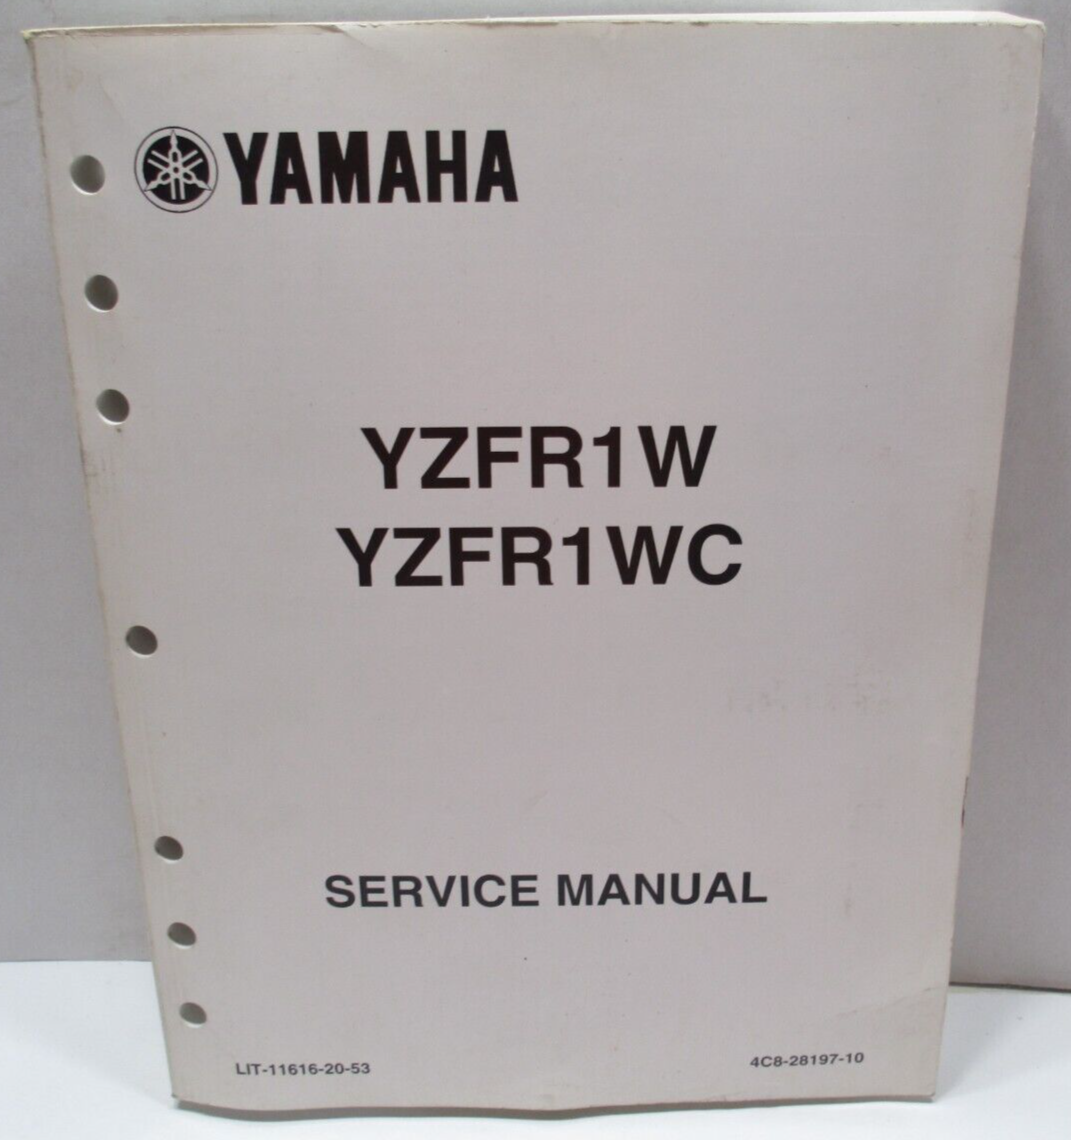 YAMAHA
YZFR1W
YZFR1WC
SERVICE MANUAL
LIT-11616-20-53
4C8-28197-10